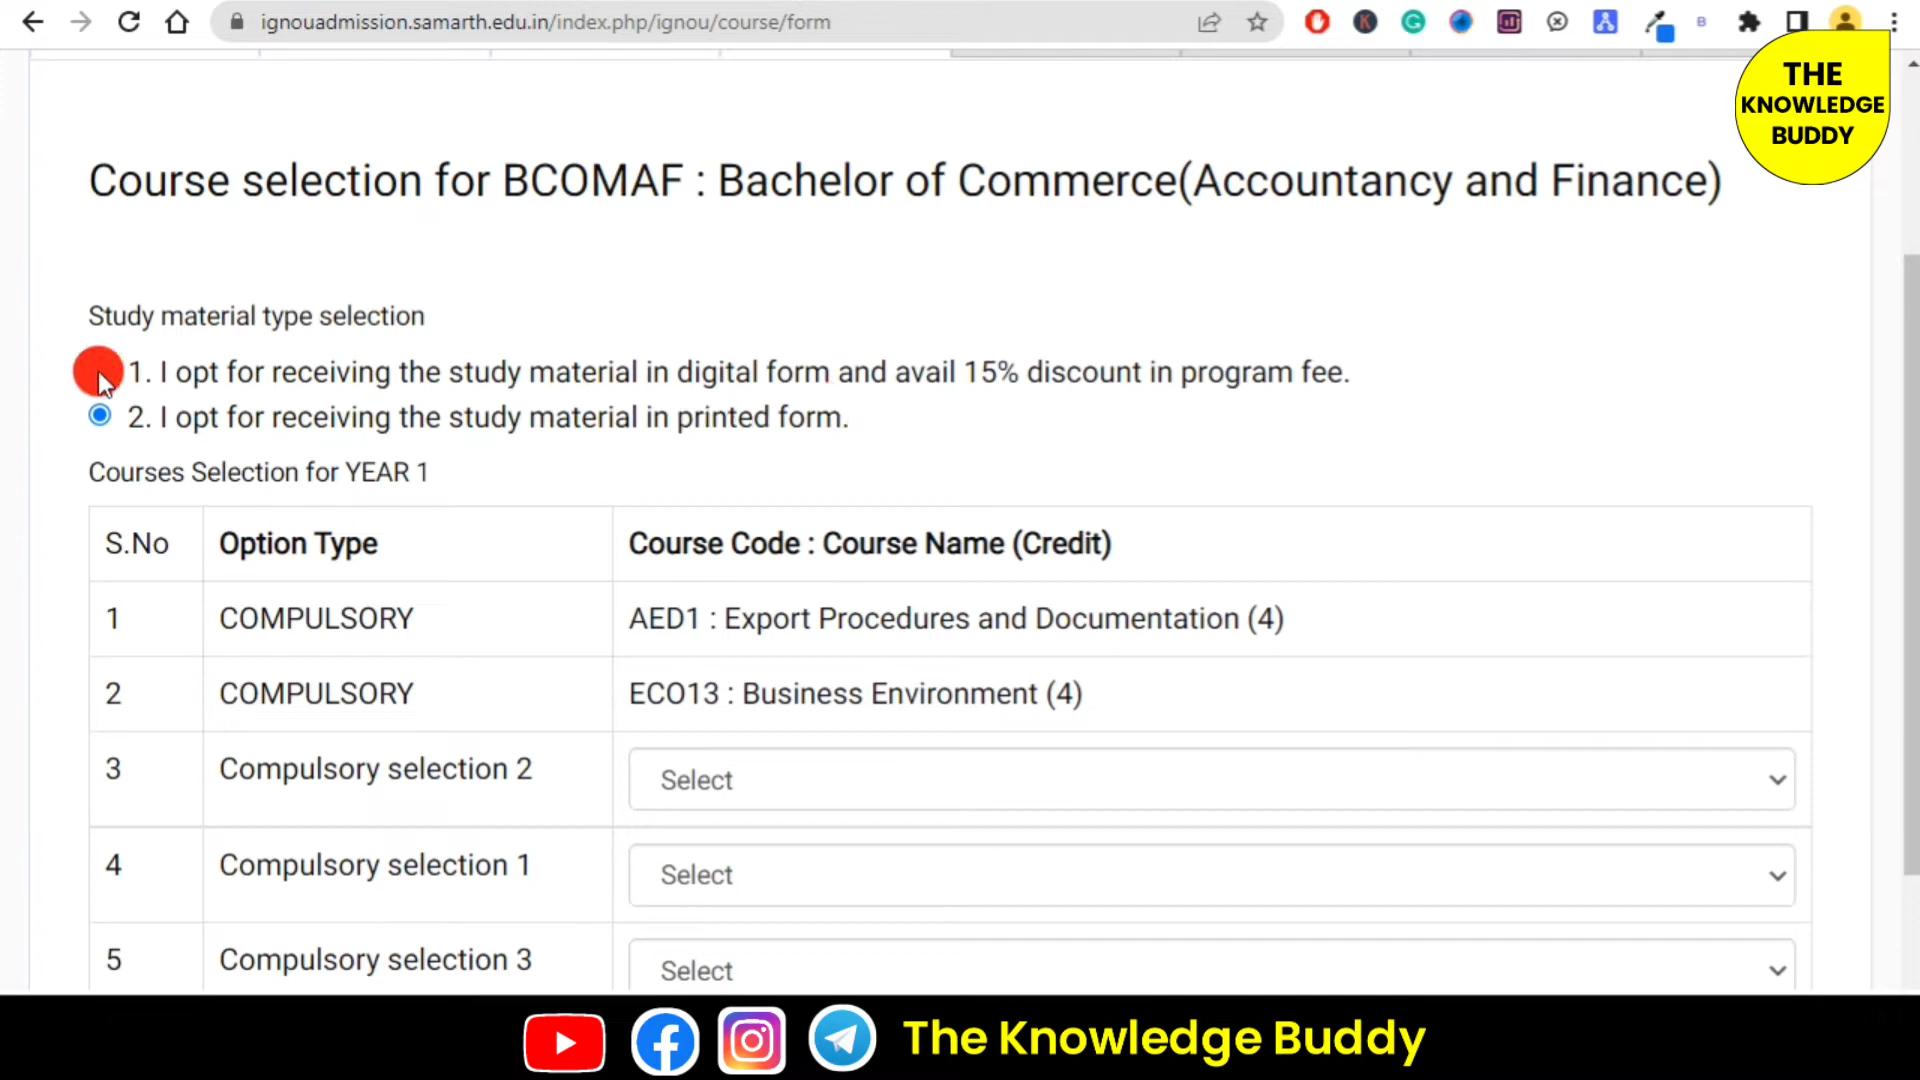 ignouadmission.samarth.edu.in/index.php/ignou/course/form
THE
KNOWLEDGE
BUDDY
Course selection for BCOMAF : Bachelor of Commerce(Accountancy and Finance)
Study material type selection
1. I opt for receiving the study material in digital form and avail 15% discount in program fee.
2. I opt for receiving the study material in printed form.
Courses Selection for YEAR 1
S.No Option Type Course Code : Course Name (Credit)
1 COMPULSORY AED1 : Export Procedures and Documentation (4)
2 COMPULSORY ECO13 : Business Environment (4)
3 Compulsory selection 2 Select
4 Compulsory selection 1 Select
5 Compulsory selection 3 Select
The Knowledge Buddy